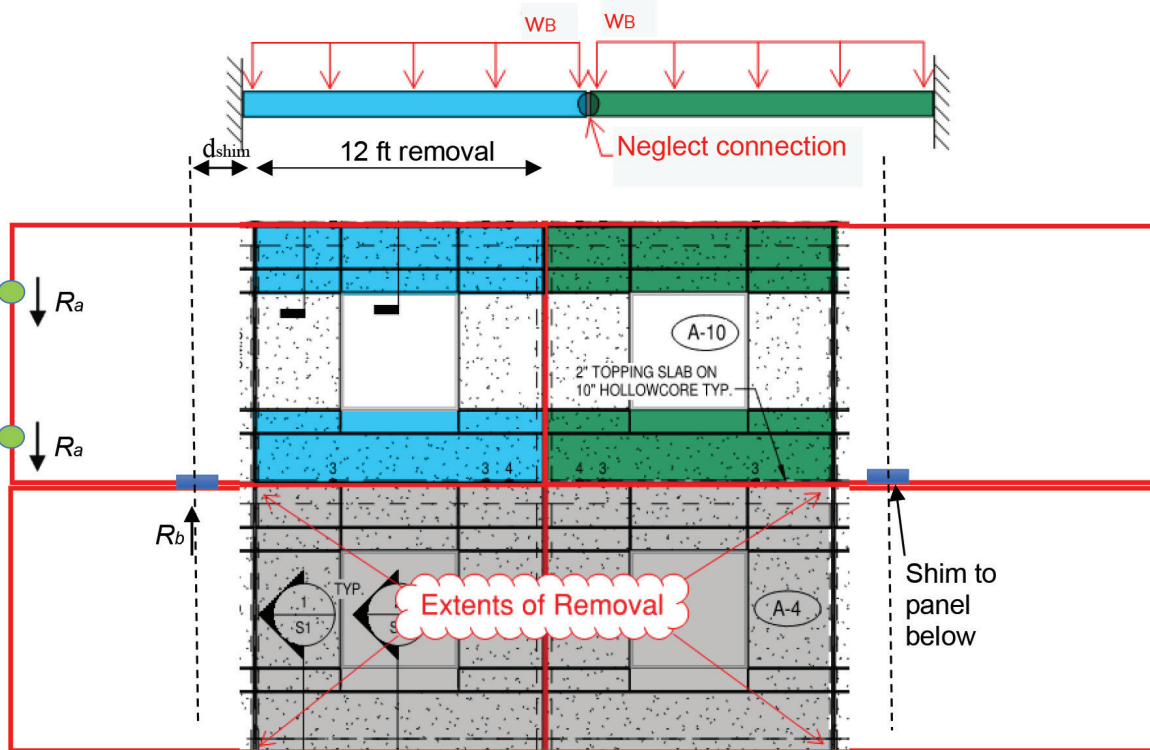 WB
WB
Neglect connection
dshim
12 ft removal
Ra
A-10
2" TOPPING SLAB ON
10" HOLLOWCORE TYP.
Ra
3
3 4
4 3
3
Rb
TYP.
Extents of Removal
1
S1
A-4
Shim to
panel
below